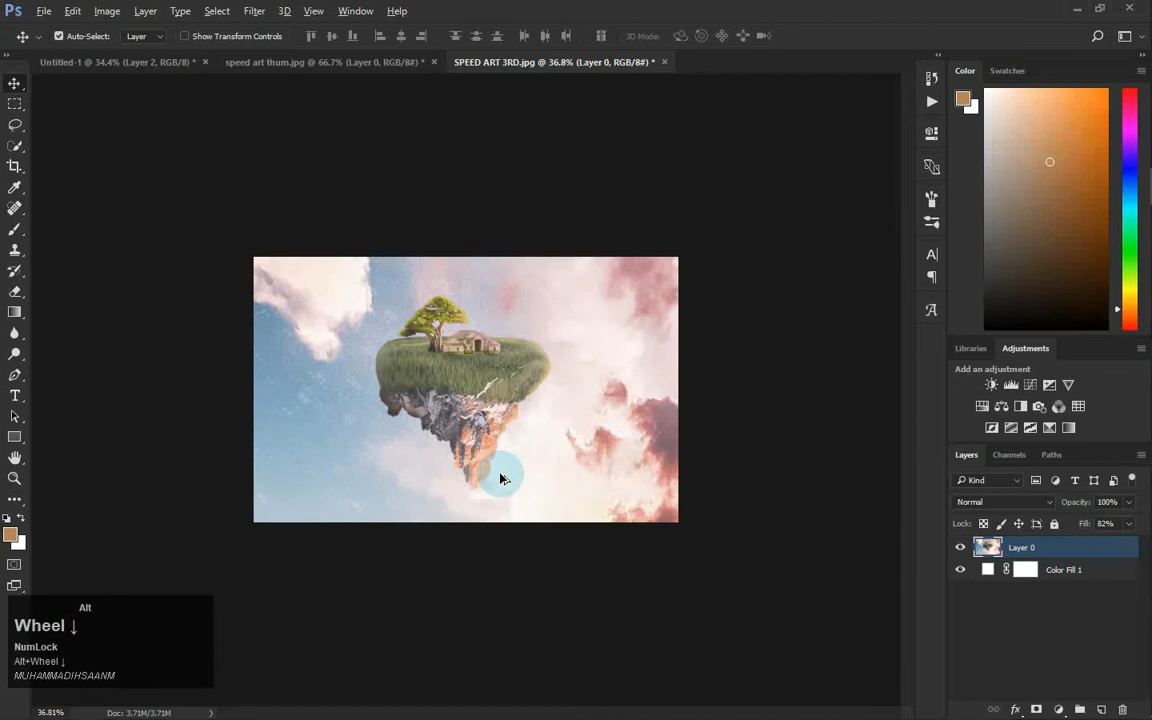 Ps File Edit Image Layer Type Select Filter 3D View Window Help
Auto-Select: Layer Show Transform Controls 3D Mode:
Untitled-1 @ 34,4% (Layer 2, RGB/8) * × speed art thum.jpg @ 66.7% (Layer 0, RGB/8#) * × SPEED ART 3RD.jpg @ 36.8% (Layer 0, RGB/8#) * ×
Color Swatches
Libraries Adjustments
Add an adjustment
Layers Channels Paths
Kind
Normal Opacity: 100%
Lock: Fill: 82%
Layer 0
Color Fill 1
Alt
Wheel ↓
NumLock
Alt+Wheel ↓
MUHAMMADIHSAANM
36.81% Doc: 3.71M/3.71M